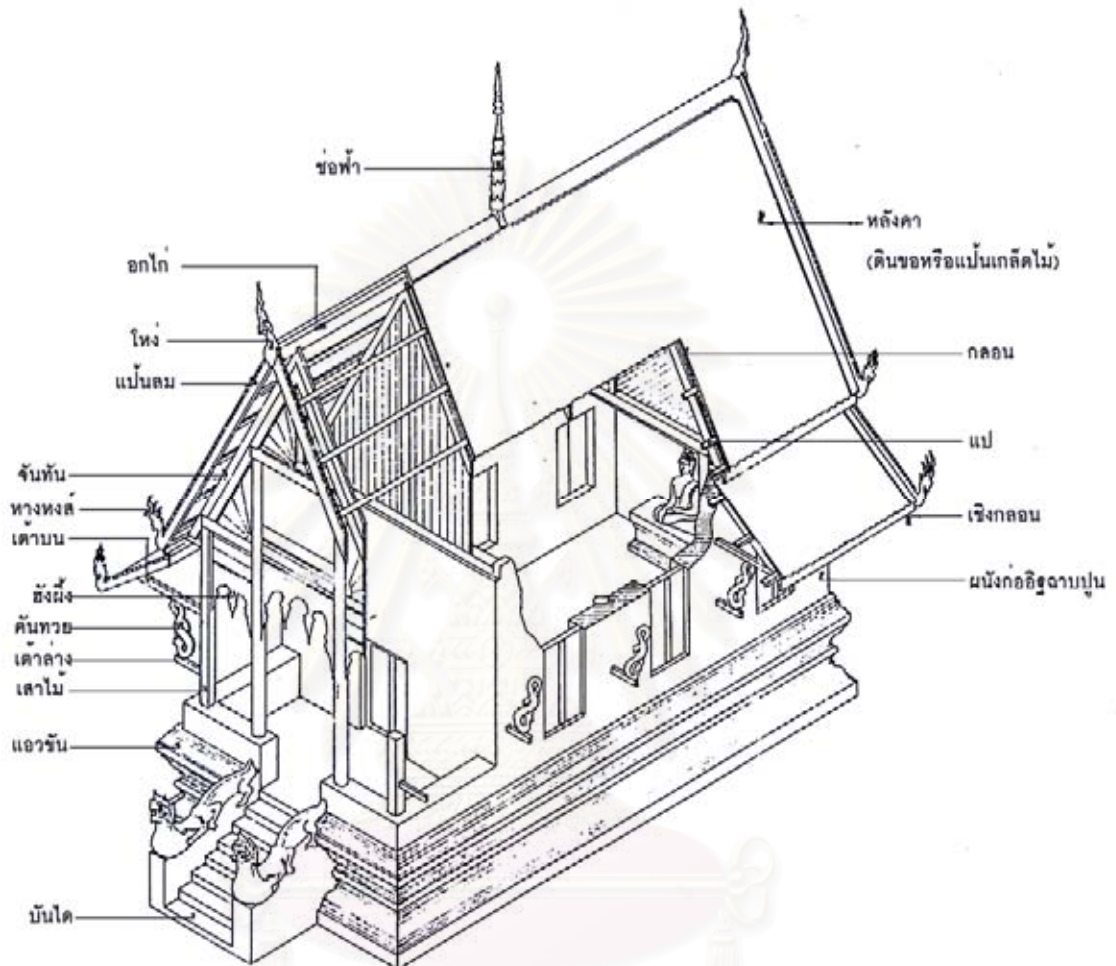 ช่อฟ้า
หลังคา
(ดินขอหรือแป้นเกล็ดไม้)
อกไก่
โหง่
แป้นลม
กลอน
แป
จันทัน
หางหงส์
เต้าบน
เชิงกลอน
ฮังผึ้ง
ผนังก่ออิฐฉาบปูน
คันทวย
เต้าล่าง
เสาไม้
แอวขัน
บันได